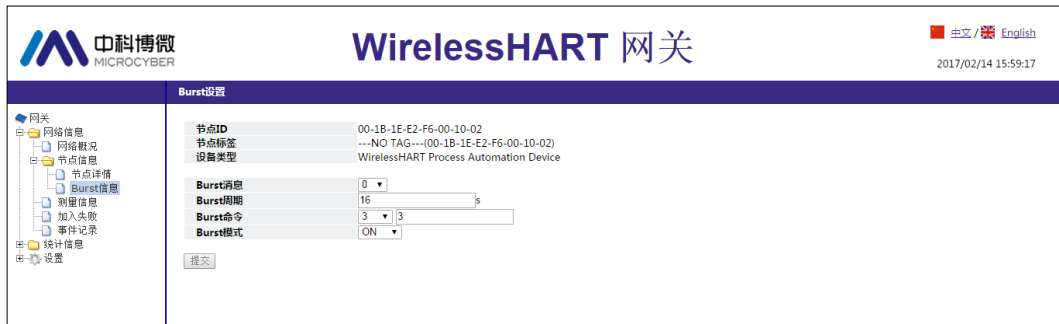 中科博微
MICROCYBER
WirelessHART 网关
中文 / English
2017/02/14 15:59:17
Burst设置
网关
网络信息
网络概况
节点信息
节点详情
Burst信息
测量信息
加入失败
事件记录
统计信息
设置
节点ID 00-1B-1E-E2-F6-00-10-02
节点标签 ---NO TAG---(00-1B-1E-E2-F6-00-10-02)
设备类型 WirelessHART Process Automation Device
Burst消息 0
Burst周期 16 s
Burst命令 3 3
Burst模式 ON
提交